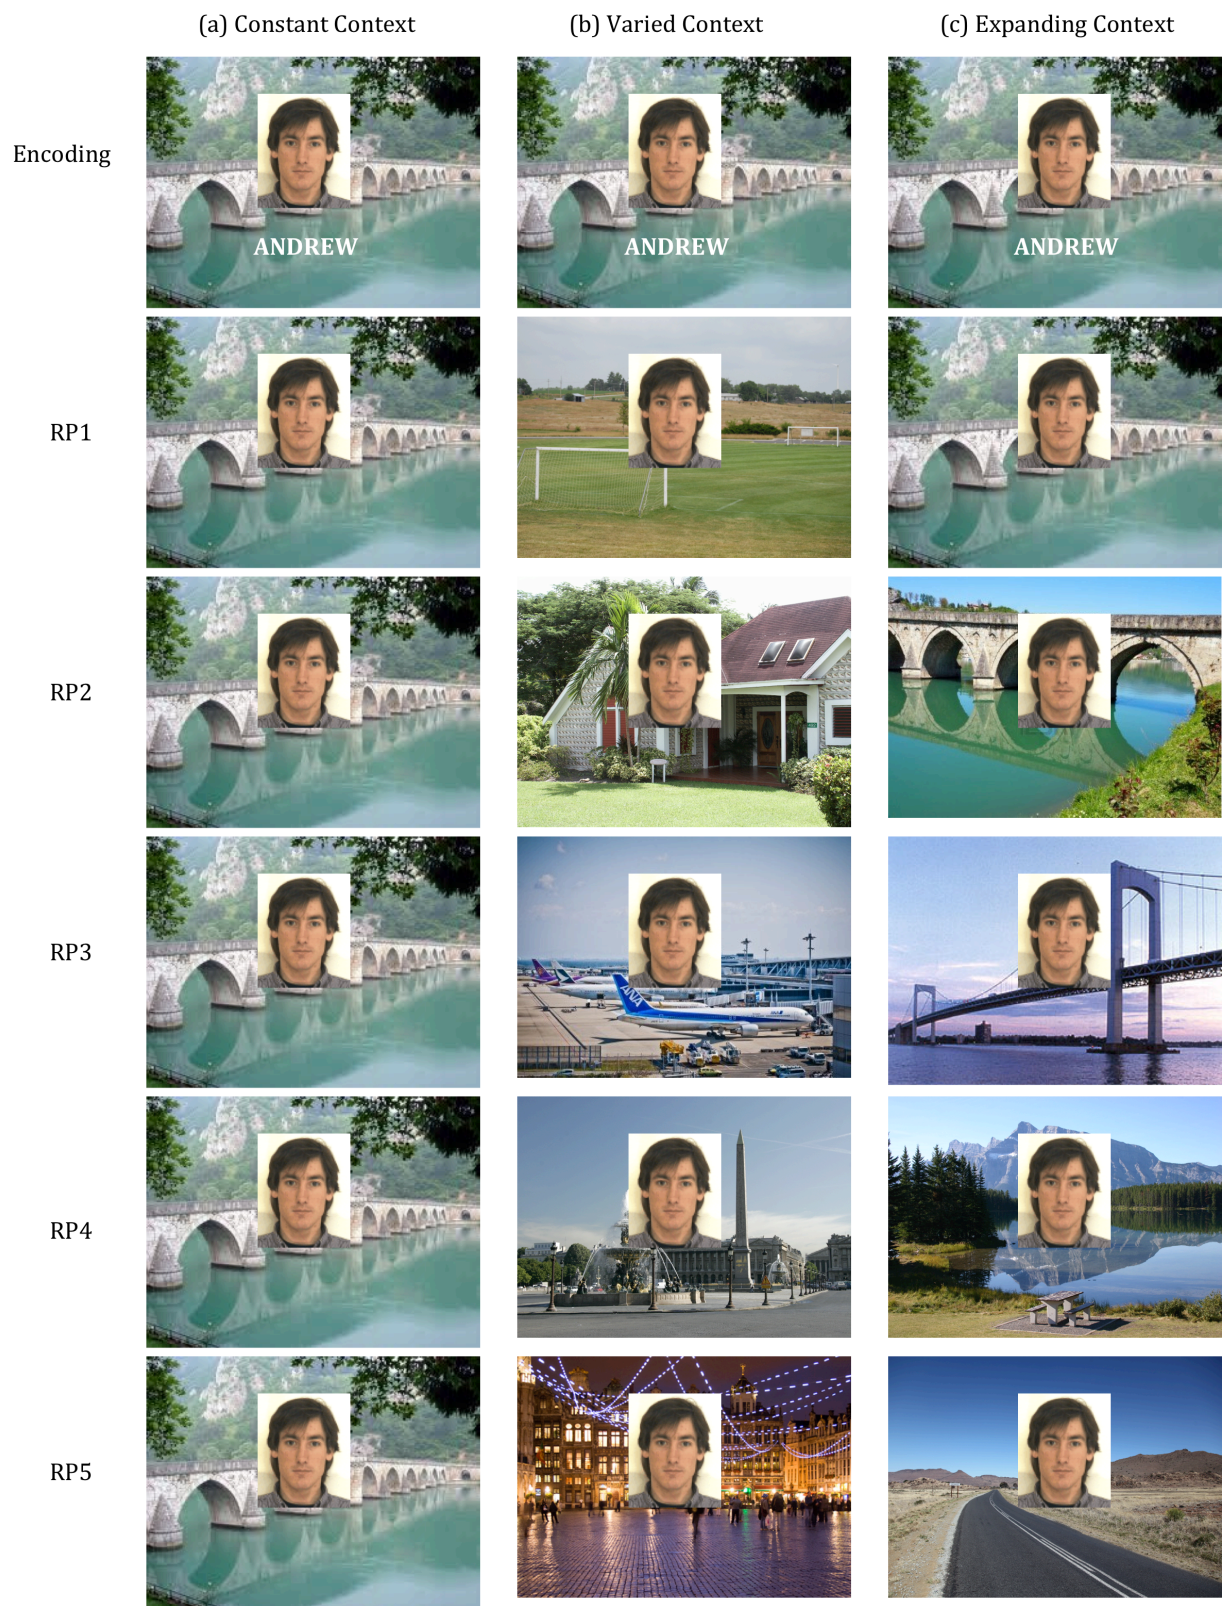 (a) Constant Context
(b) Varied Context
(c) Expanding Context
Encoding
ANDREW
ANDREW
ANDREW
RP1
RP2
RP3
ANA
RP4
RP5